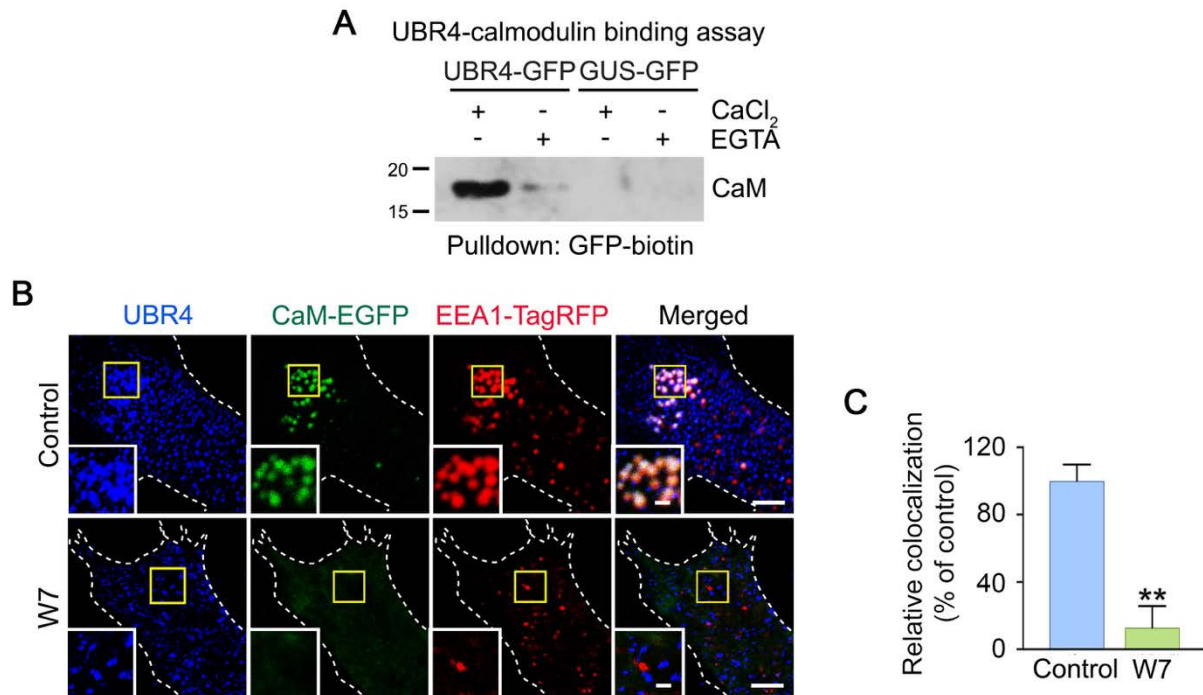 A
UBR4-calmodulin binding assay
UBR4-GFP GUS-GFP
+ - + - CaCl₂
- + - + EGTA
20
CaM
15
Pulldown: GFP-biotin
B
UBR4 CaM-EGFP EEA1-TagRFP Merged
Control
W7
C
Relative colocalization
(% of control)
120
80
40
0
**
Control W7